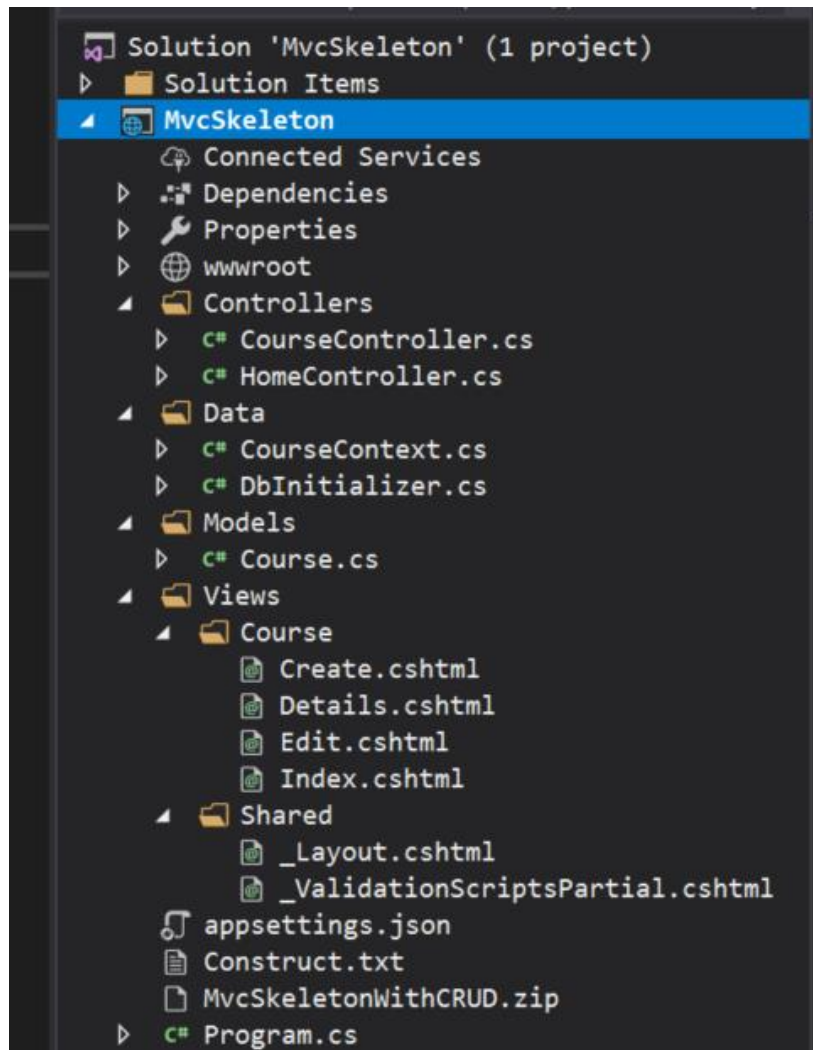 Solution 'MvcSkeleton' (1 project)
Solution Items
MvcSkeleton
Connected Services
Dependencies
Properties
wwwroot
Controllers
C# CourseController.cs
C# HomeController.cs
Data
C# CourseContext.cs
C# DbInitializer.cs
Models
C# Course.cs
Views
Course
Create.cshtml
Details.cshtml
Edit.cshtml
Index.cshtml
Shared
_Layout.cshtml
_ValidationScriptsPartial.cshtml
appsettings.json
Construct.txt
MvcSkeletonWithCRUD.zip
C# Program.cs